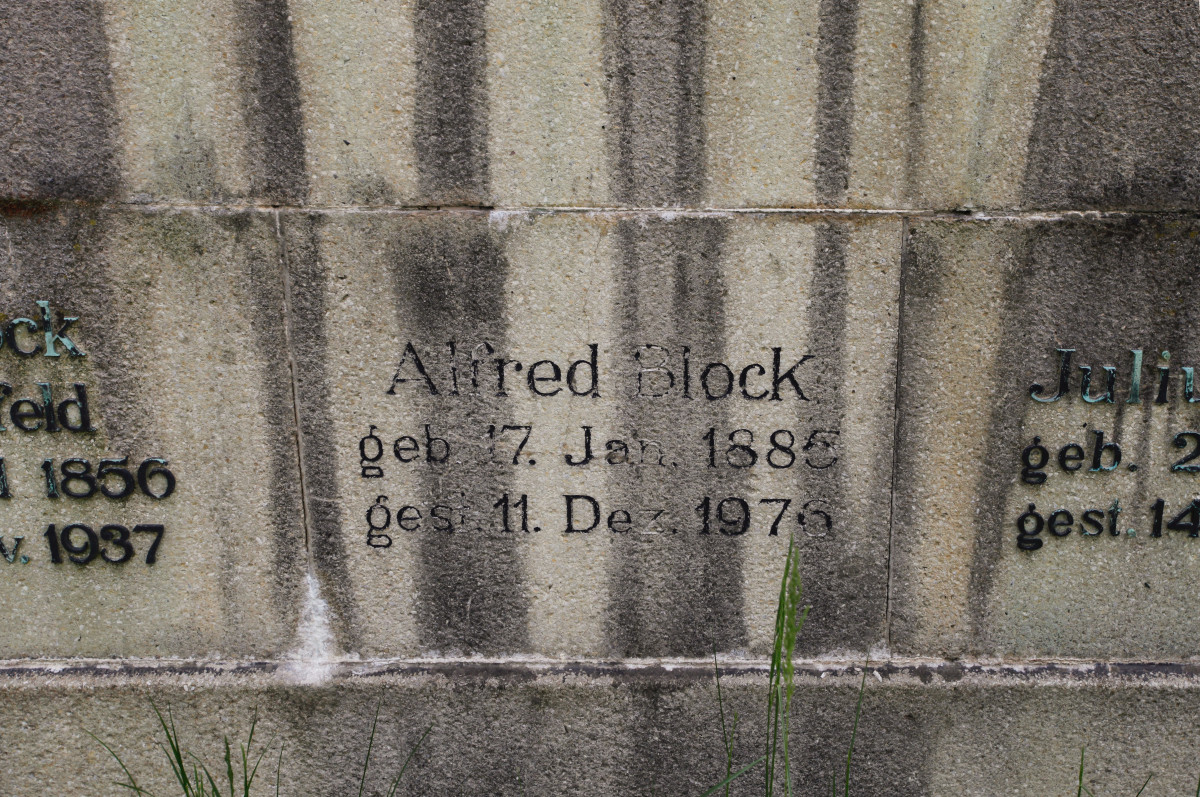 ock
feld
1856
v. 1937
Alfred Block
geb. 17. Jan. 1885
gest. 11. Dez. 1976
Juliu
geb. 2
gest. 14